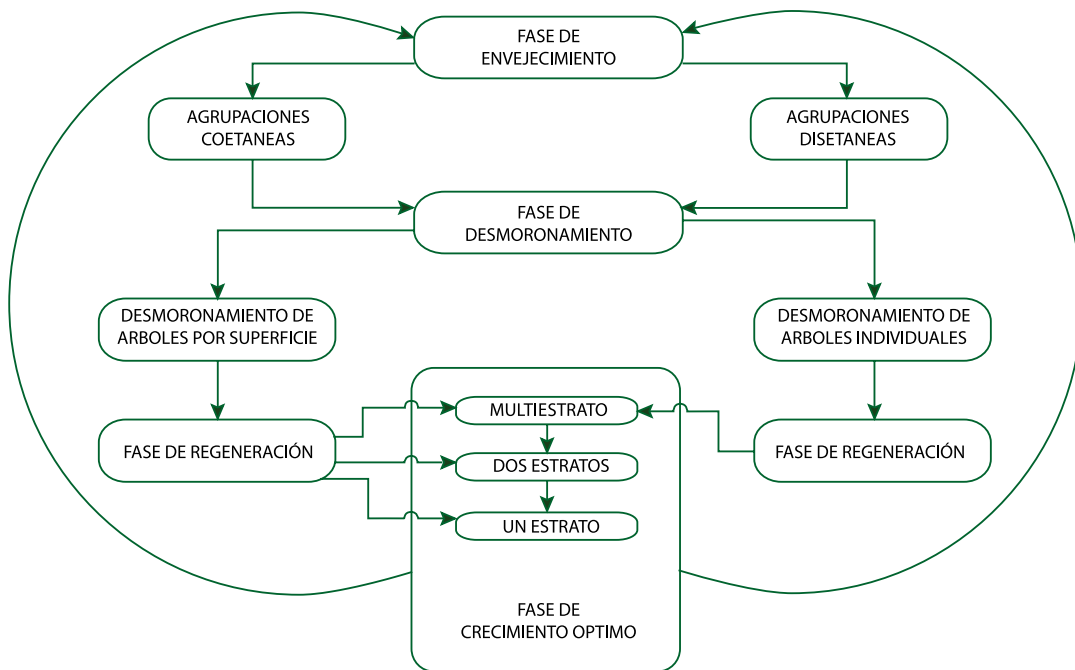 FASE DE
ENVEJECIMIENTO
AGRUPACIONES
COETANEAS
AGRUPACIONES
DISETANEAS
FASE DE
DESMORONAMIENTO
DESMORONAMIENTO DE
ARBOLES POR SUPERFICIE
DESMORONAMIENTO DE
ARBOLES INDIVIDUALES
MULTIESTRATO
FASE DE REGENERACIÓN
DOS ESTRATOS
FASE DE REGENERACIÓN
UN ESTRATO
FASE DE
CRECIMIENTO OPTIMO